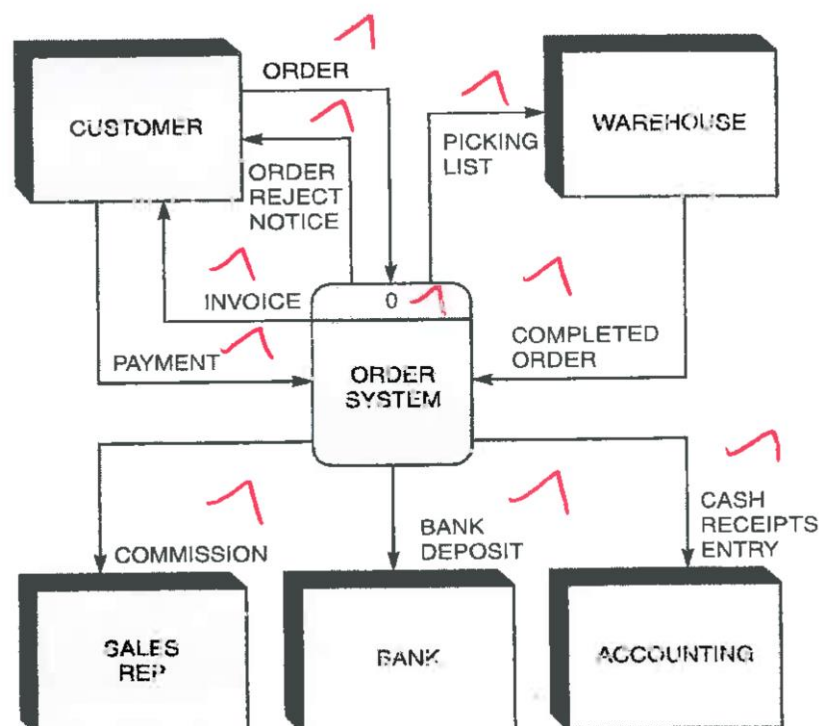 ORDER
CUSTOMER
WAREHOUSE
PICKING
LIST
ORDER
REJECT
NOTICE
INVOICE
0
COMPLETED
ORDER
PAYMENT
ORDER
SYSTEM
COMMISSION
BANK
DEPOSIT
CASH
RECEIPTS
ENTRY
SALES
REP
BANK
ACCOUNTING